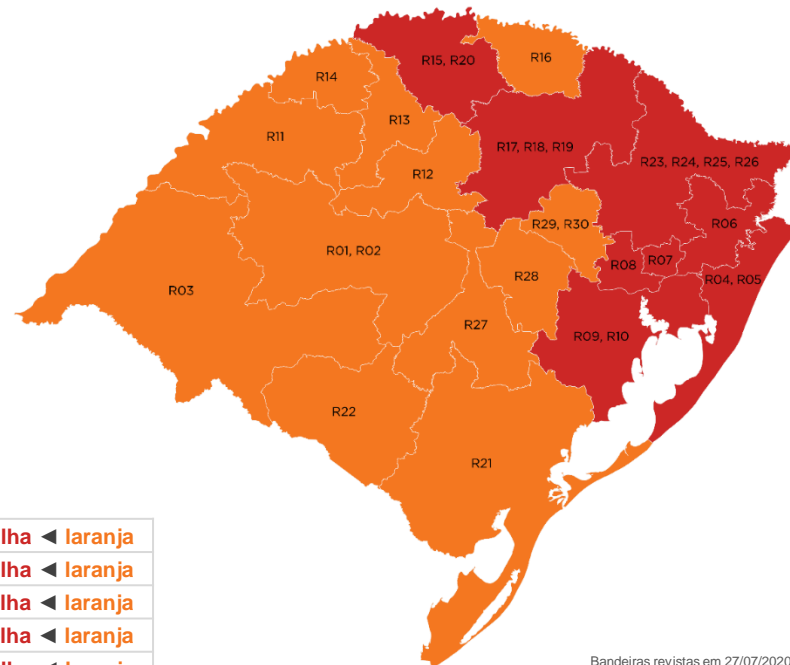 R15, R20
R16
R14
R13
R11
R17, R18, R19
R23, R24, R25, R26
R12
R06
R29, R30
R01, R02
R08
R07
R28
R04, R05
R03
R27
R09, R10
R22
R21
lha ◄ laranja
lha ◄ laranja
lha ◄ laranja
lha ◄ laranja
lha ◄ laranja
Bandeiras revistas em 27/07/2020